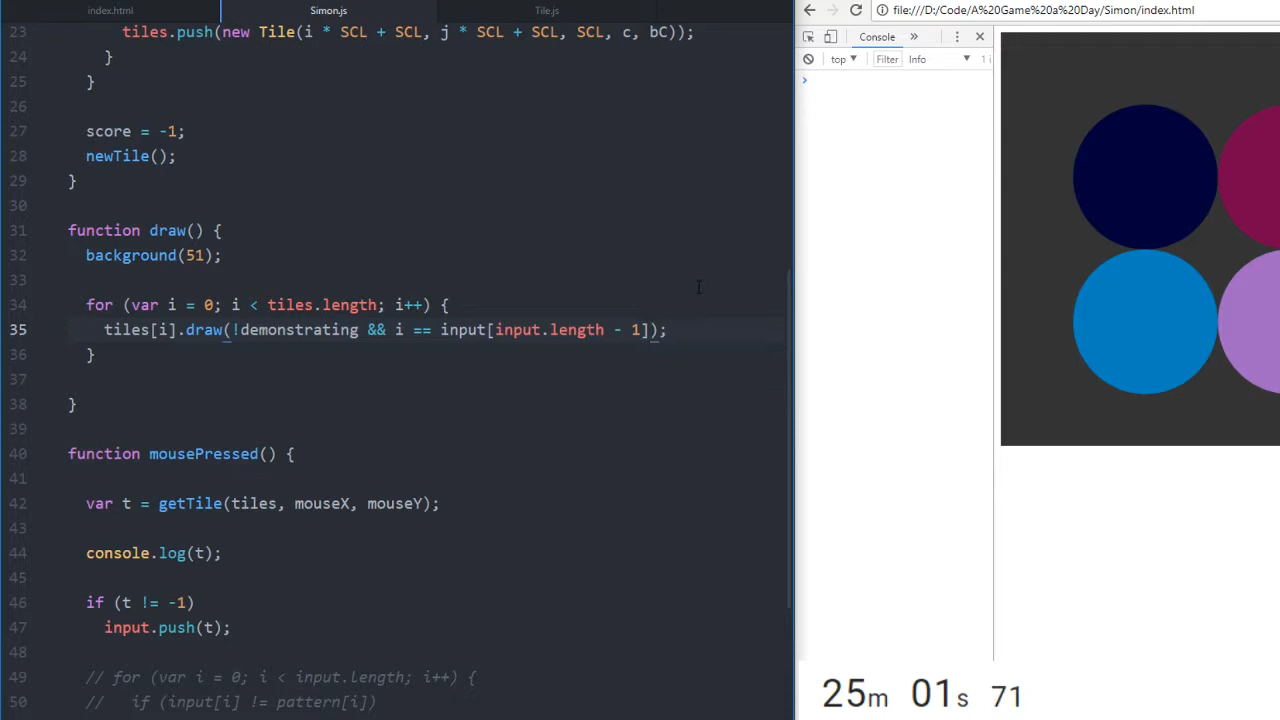 index.html
Simon.js
Tile.js
23 tiles.push(new Tile(i * SCL + SCL, j * SCL + SCL, SCL, c, bC));
24 }
25 }
26
27 score = -1;
28 newTile();
29 }
30
31 function draw() {
32 background(51);
33
34 for (var i = 0; i < tiles.length; i++) {
35 tiles[i].draw(!demonstrating && i == input[input.length - 1]);
36 }
37
38 }
39
40 function mousePressed() {
41
42 var t = getTile(tiles, mouseX, mouseY);
43
44 console.log(t);
45
46 if (t != -1)
47 input.push(t);
48
49 // for (var i = 0; i < input.length; i++) {
50 // if (input[i] != pattern[i])
file:///D:/Code/A%20Game%20a%20Day/Simon/index.html
Console »
top ▼ Filter Info ▼ 1 i
>
25m 01s 71